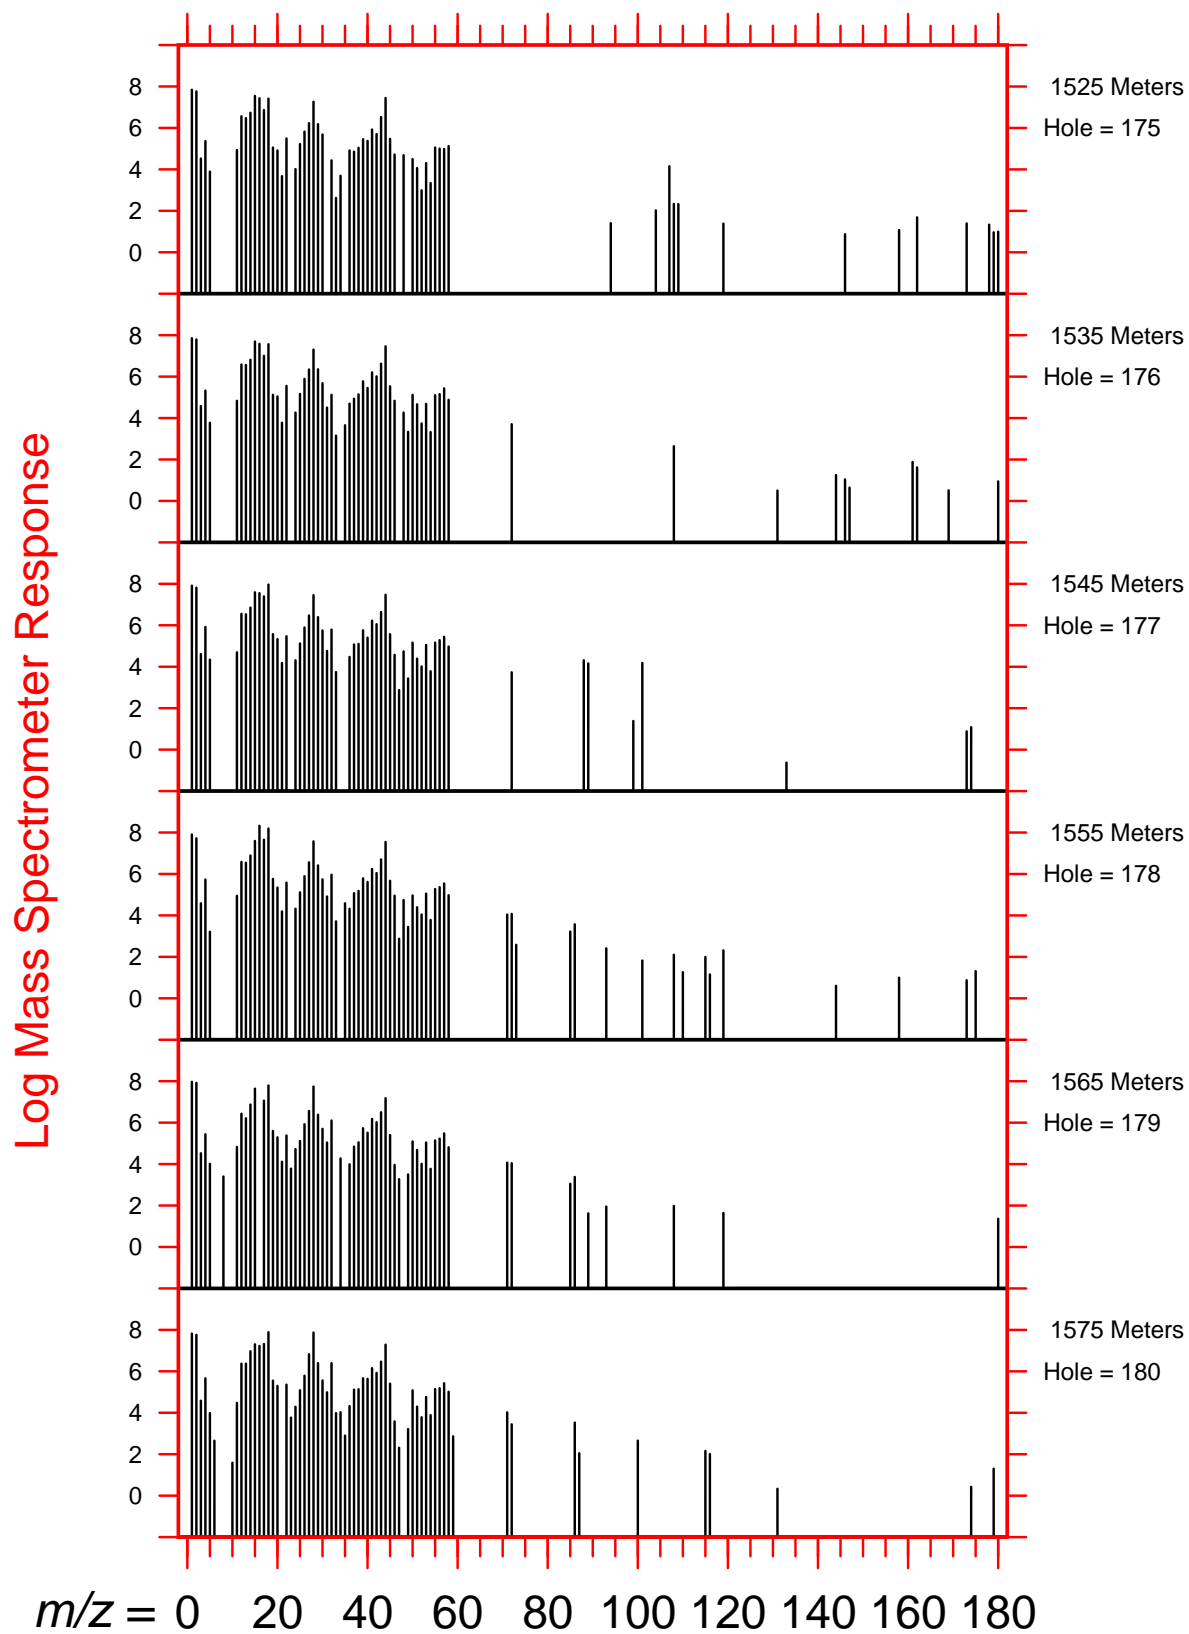 Log Mass Spectrometer Response
8
6
4
2
0
1525 Meters
Hole = 175
8
6
4
2
0
1535 Meters
Hole = 176
8
6
4
2
0
1545 Meters
Hole = 177
8
6
4
2
0
1555 Meters
Hole = 178
8
6
4
2
0
1565 Meters
Hole = 179
8
6
4
2
0
1575 Meters
Hole = 180
m/z = 0 20 40 60 80 100 120 140 160 180